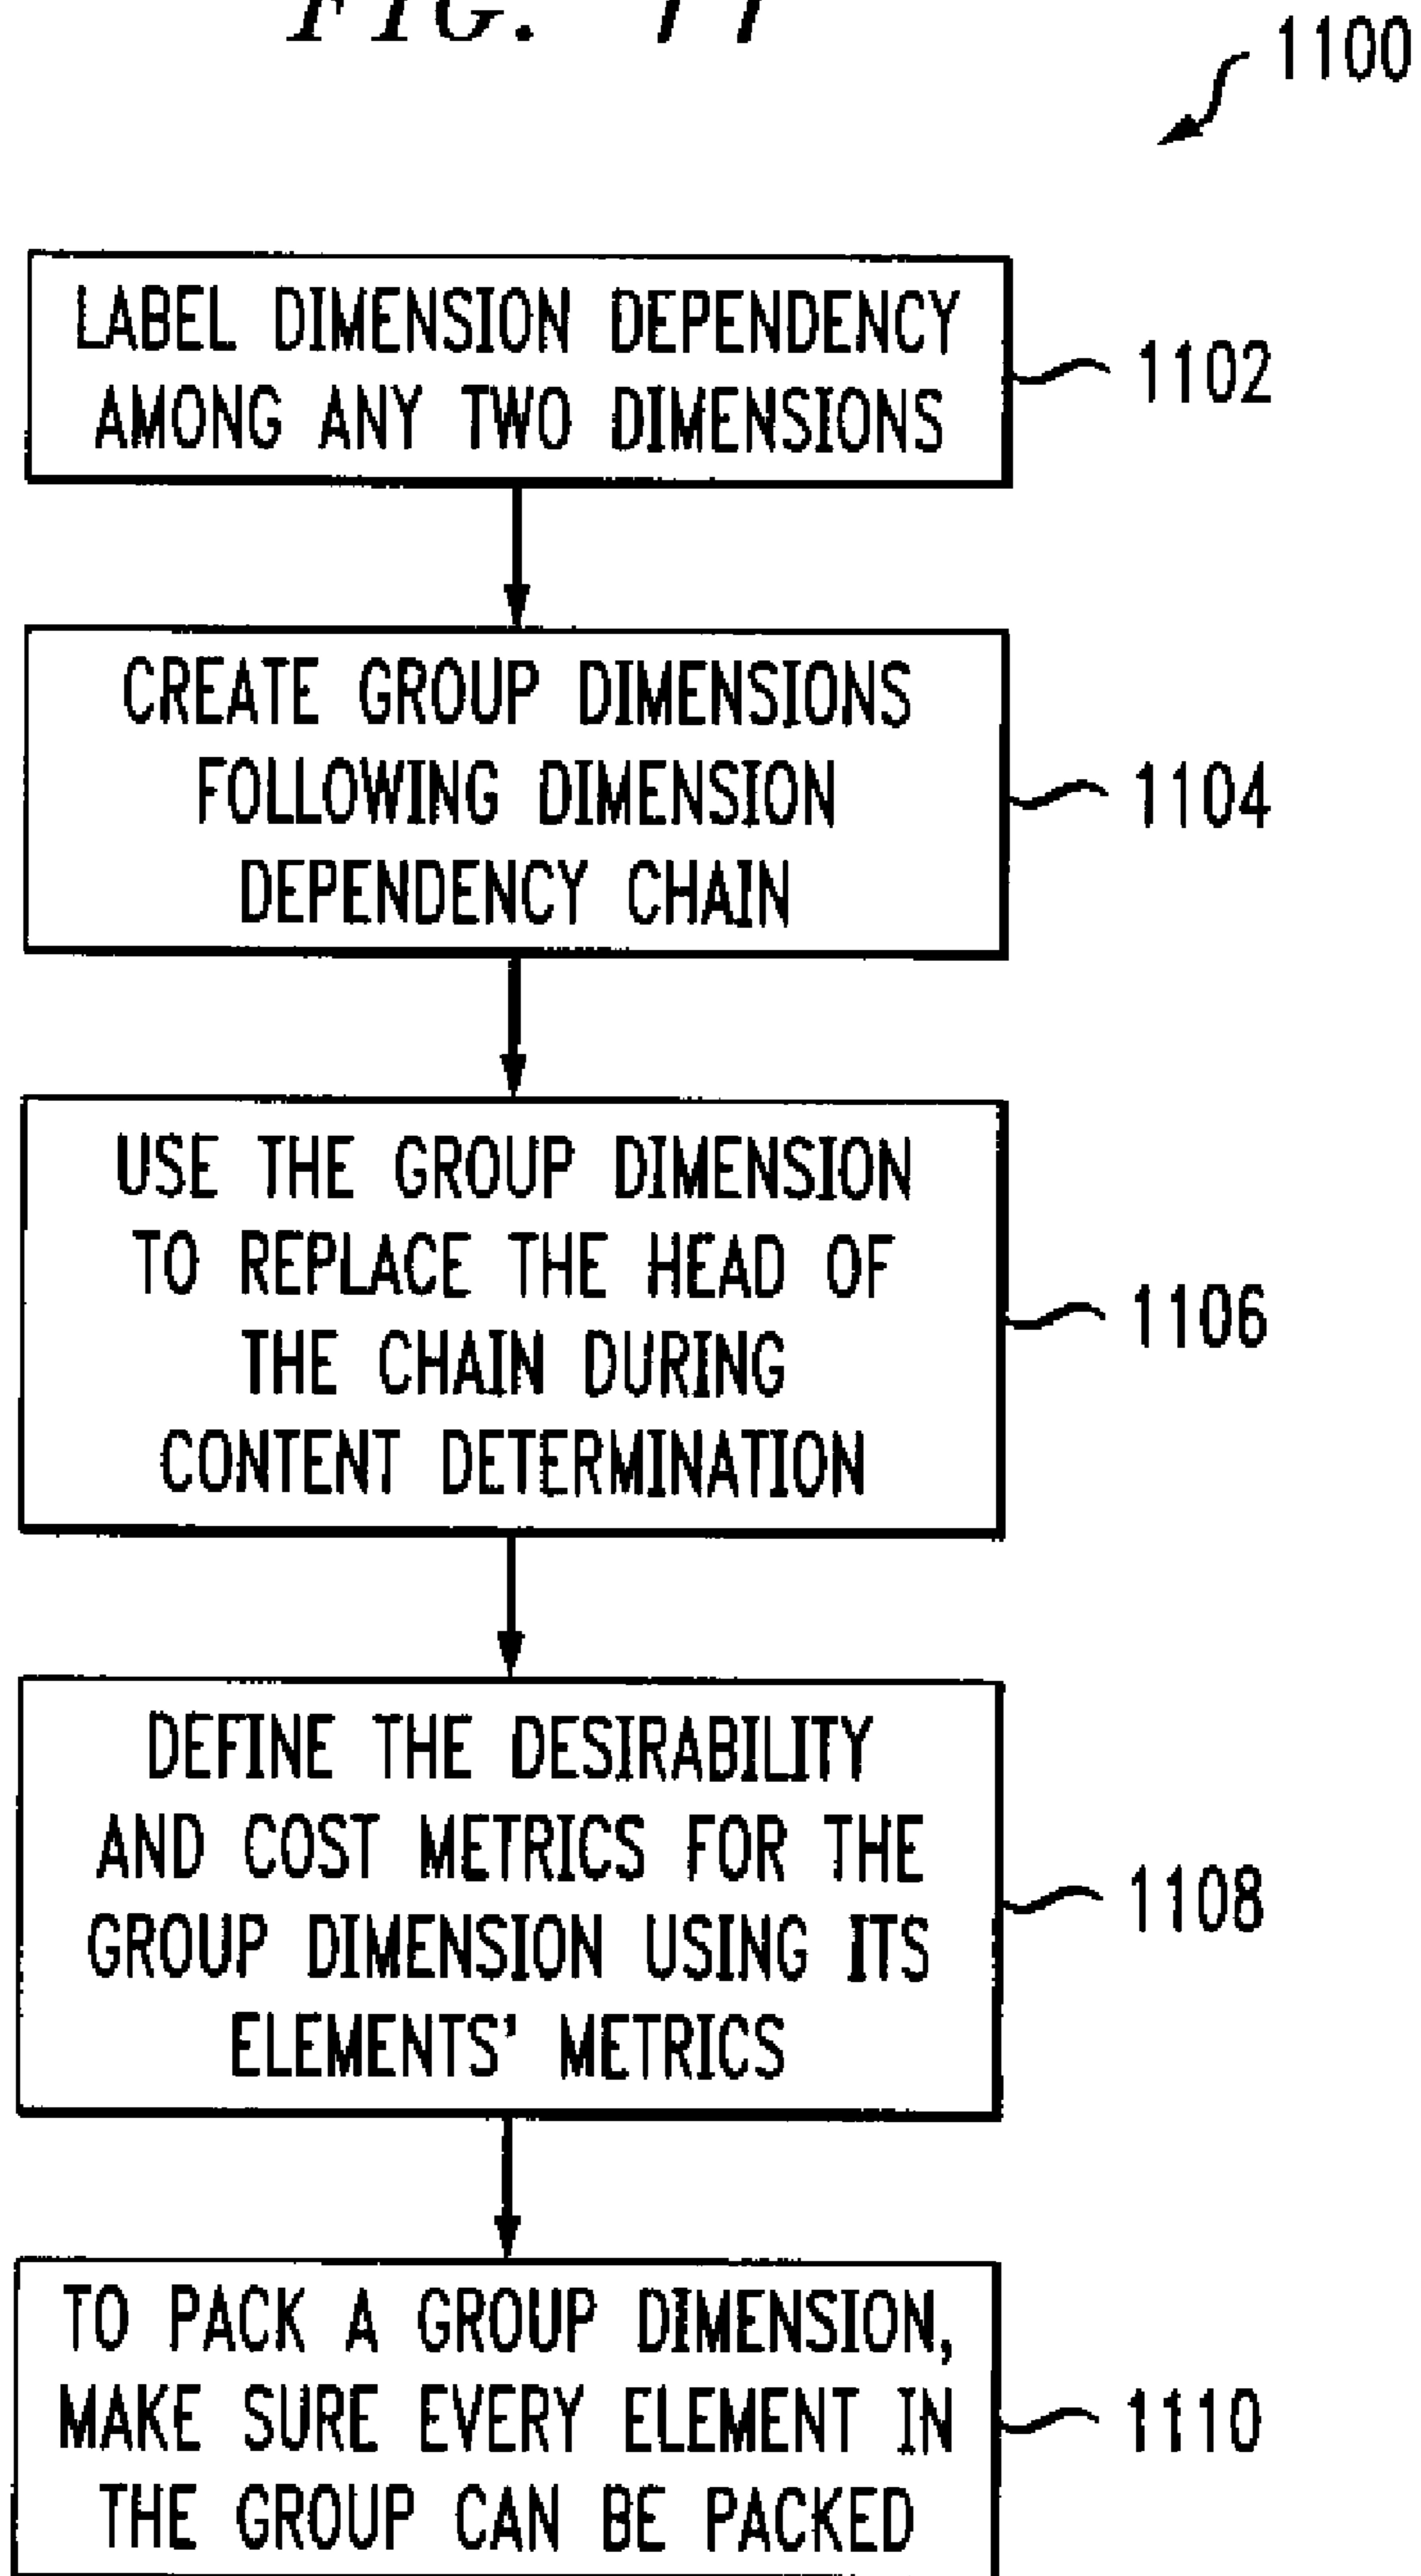 FIG. 11
1100
LABEL DIMENSION DEPENDENCY
AMONG ANY TWO DIMENSIONS
1102
CREATE GROUP DIMENSIONS
FOLLOWING DIMENSION
DEPENDENCY CHAIN
1104
USE THE GROUP DIMENSION
TO REPLACE THE HEAD OF
THE CHAIN DURING
CONTENT DETERMINATION
1106
DEFINE THE DESIRABILITY
AND COST METRICS FOR THE
GROUP DIMENSION USING ITS
ELEMENTS' METRICS
1108
TO PACK A GROUP DIMENSION,
MAKE SURE EVERY ELEMENT IN
THE GROUP CAN BE PACKED
1110